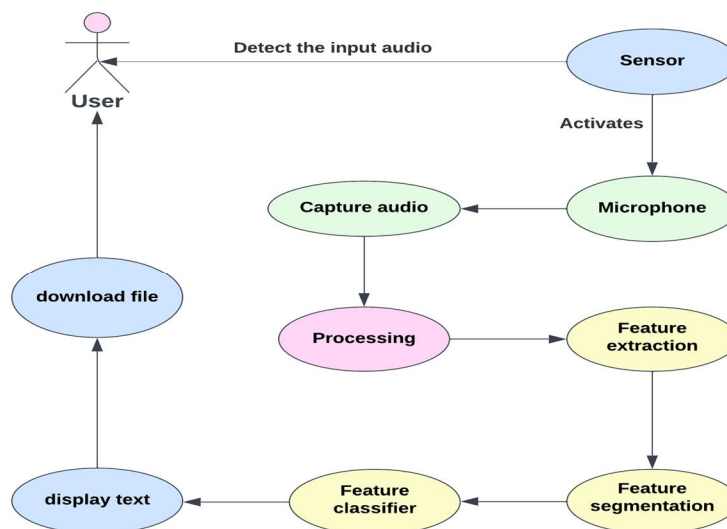 Detect the input audio
Sensor
User
Activates
Capture audio
Microphone
download file
Processing
Feature
extraction
display text
Feature
classifier
Feature
segmentation